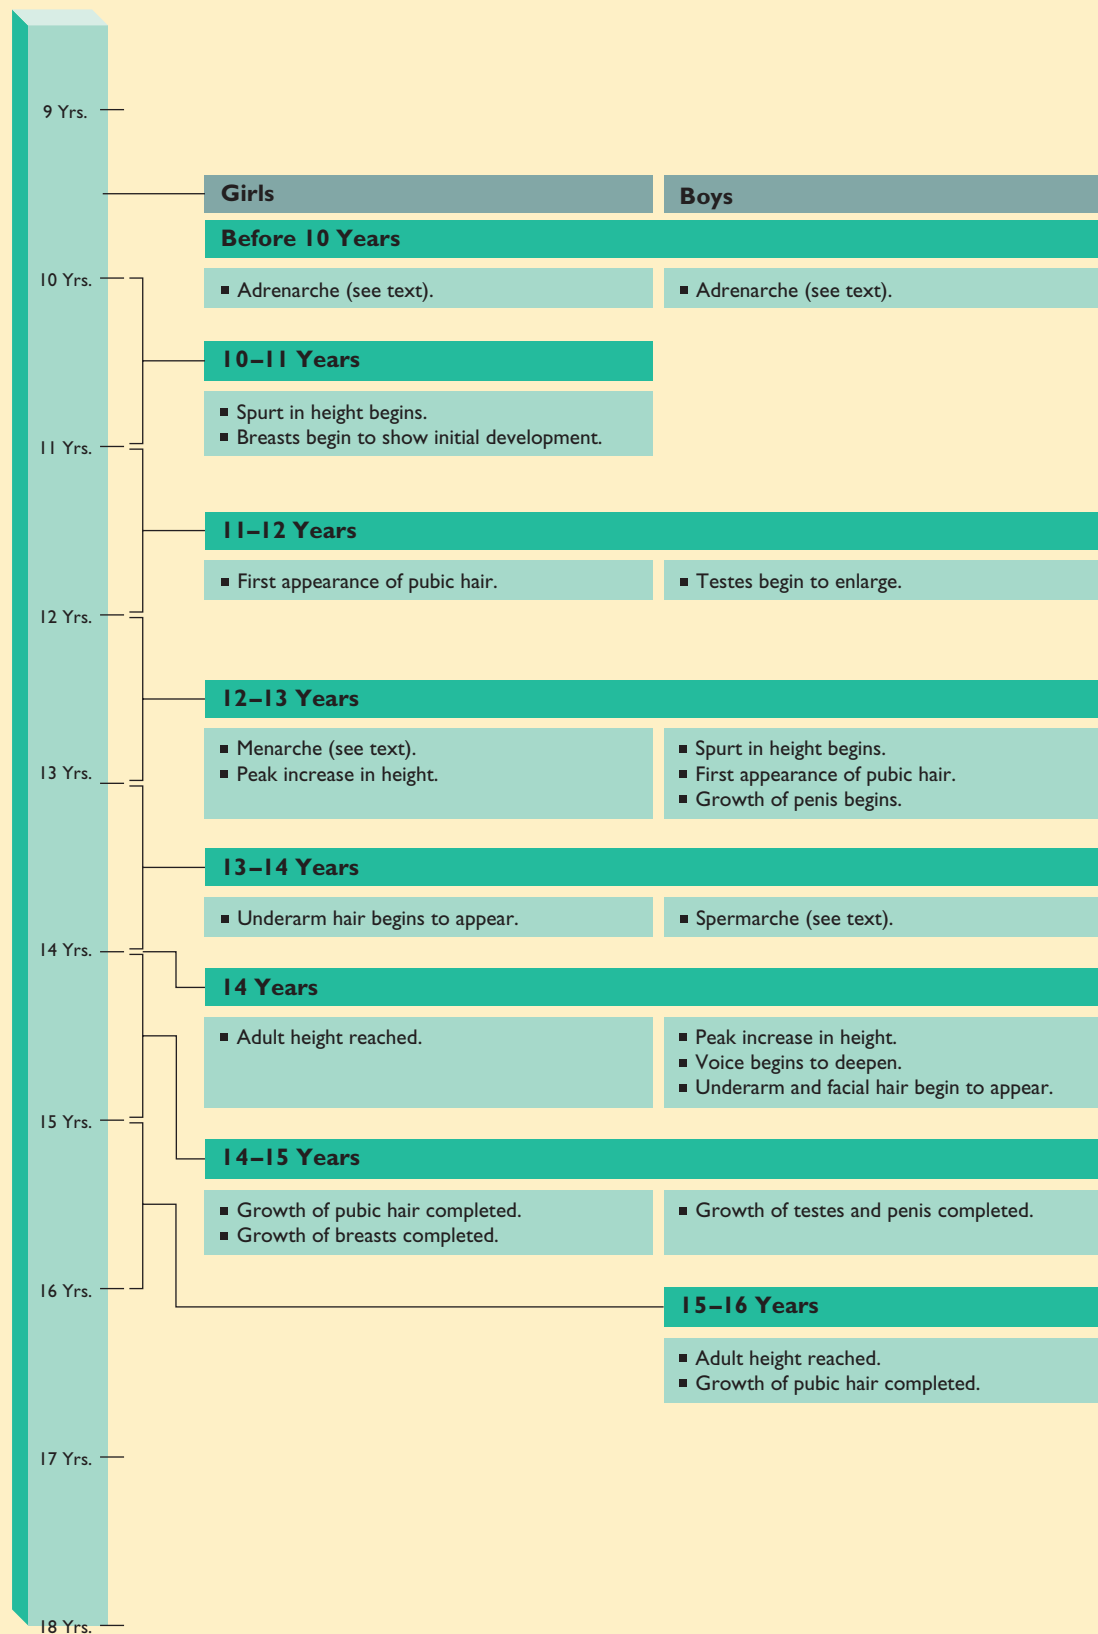 9 Yrs.
Girls
Boys
Before 10 Years
10 Yrs.
▪ Adrenarche (see text).
▪ Adrenarche (see text).
10–11 Years
▪ Spurt in height begins.
▪ Breasts begin to show initial development.
11 Yrs.
11–12 Years
▪ First appearance of pubic hair.
▪ Testes begin to enlarge.
12 Yrs.
12–13 Years
▪ Menarche (see text).
▪ Peak increase in height.
▪ Spurt in height begins.
▪ First appearance of pubic hair.
▪ Growth of penis begins.
13 Yrs.
13–14 Years
▪ Underarm hair begins to appear.
▪ Spermarche (see text).
14 Yrs.
14 Years
▪ Adult height reached.
▪ Peak increase in height.
▪ Voice begins to deepen.
▪ Underarm and facial hair begin to appear.
15 Yrs.
14–15 Years
▪ Growth of pubic hair completed.
▪ Growth of breasts completed.
▪ Growth of testes and penis completed.
16 Yrs.
15–16 Years
▪ Adult height reached.
▪ Growth of pubic hair completed.
17 Yrs.
18 Yrs.